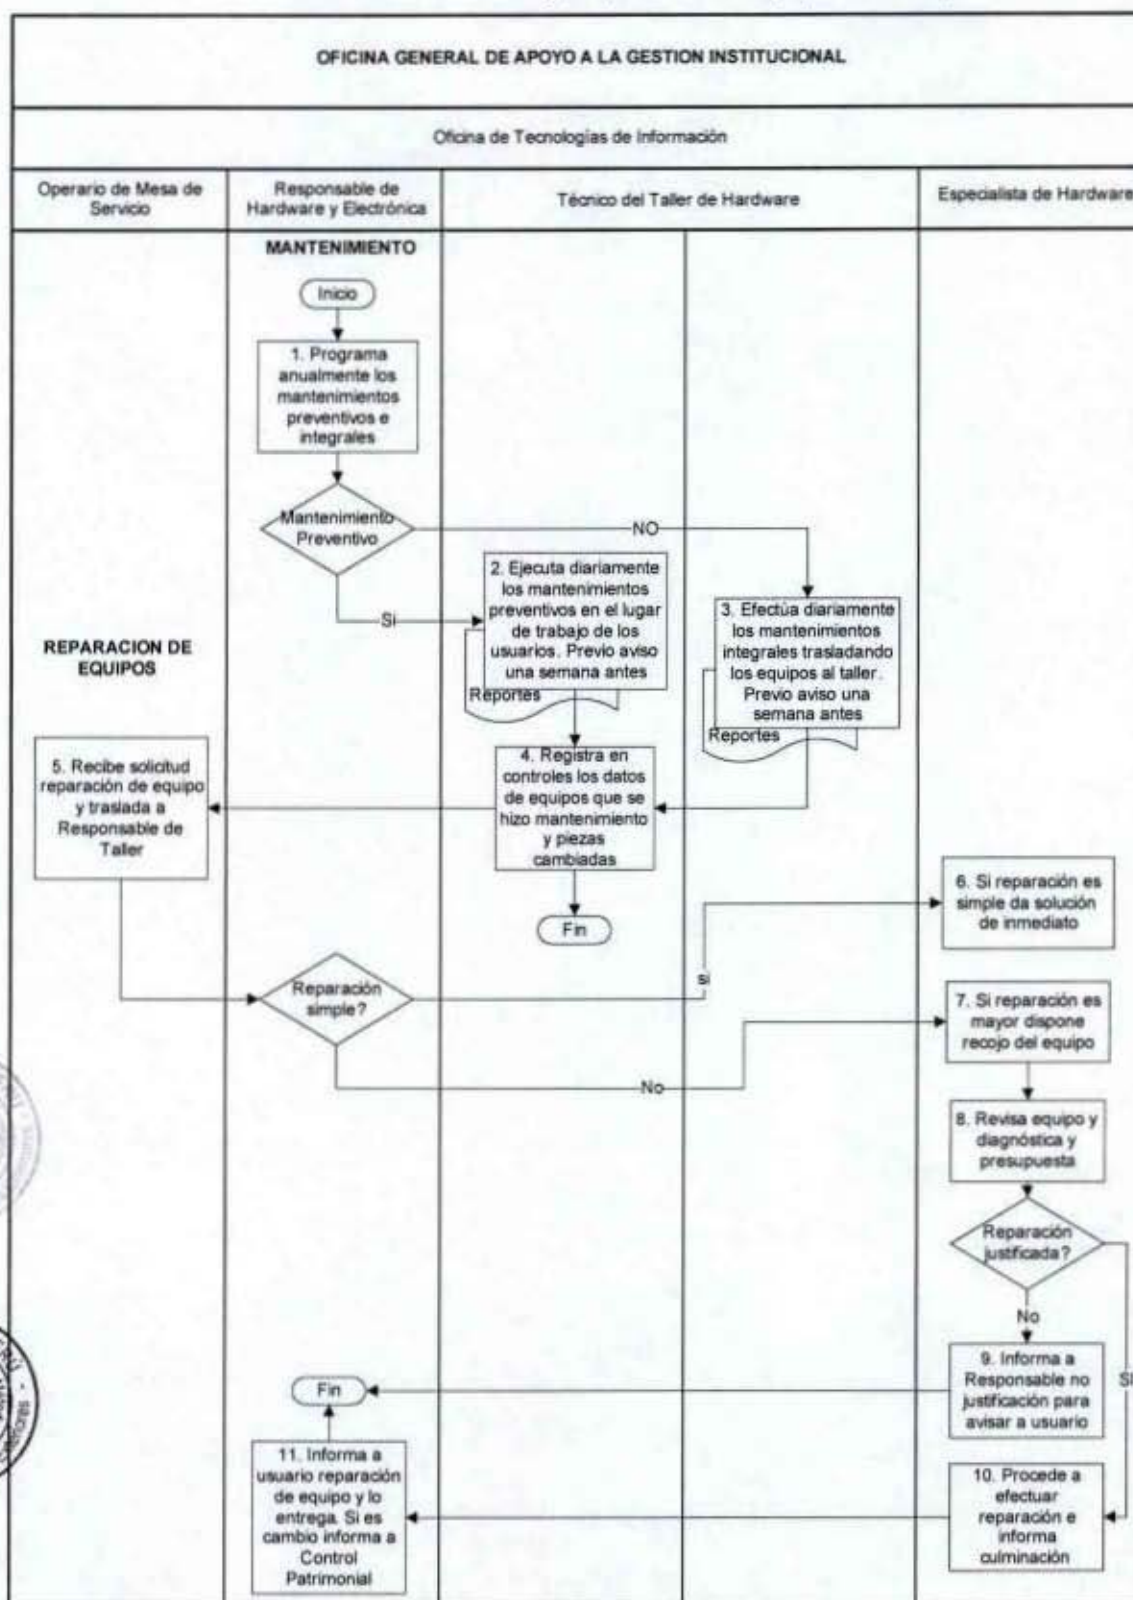 OFICINA GENERAL DE APOYO A LA GESTION INSTITUCIONAL
Oficina de Tecnologías de Información
Operario de Mesa de
Servicio
Responsable de
Hardware y Electrónica
Técnico del Taller de Hardware
Especialista de Hardware
MANTENIMIENTO
Inicio
1. Programa
anualmente los
mantenimientos
preventivos e
integrales
Mantenimiento
Preventivo
NO
Si
2. Ejecuta diariamente
los mantenimientos
preventivos en el lugar
de trabajo de los
usuarios. Previo aviso
una semana antes
Reportes
3. Efectúa diariamente
los mantenimientos
integrales trasladando
los equipos al taller.
Previo aviso una
semana antes
Reportes
REPARACION DE
EQUIPOS
4. Registra en
controles los datos
de equipos que se
hizo mantenimiento
y piezas
cambiadas
5. Recibe solicitud
reparación de equipo
y traslada a
Responsable de
Taller
Fin
6. Si reparación es
simple da solución
de inmediato
Reparación
simple?
si
No
7. Si reparación es
mayor dispone
recojo del equipo
8. Revisa equipo y
diagnóstica y
presupuesta
Reparación
justificada?
No
SI
9. Informa a
Responsable no
justificación para
avisar a usuario
Fin
10. Procede a
efectuar
reparación e
informa
culminación
11. Informa a
usuario reparación
de equipo y lo
entrega. Si es
cambio informa a
Control
Patrimonial